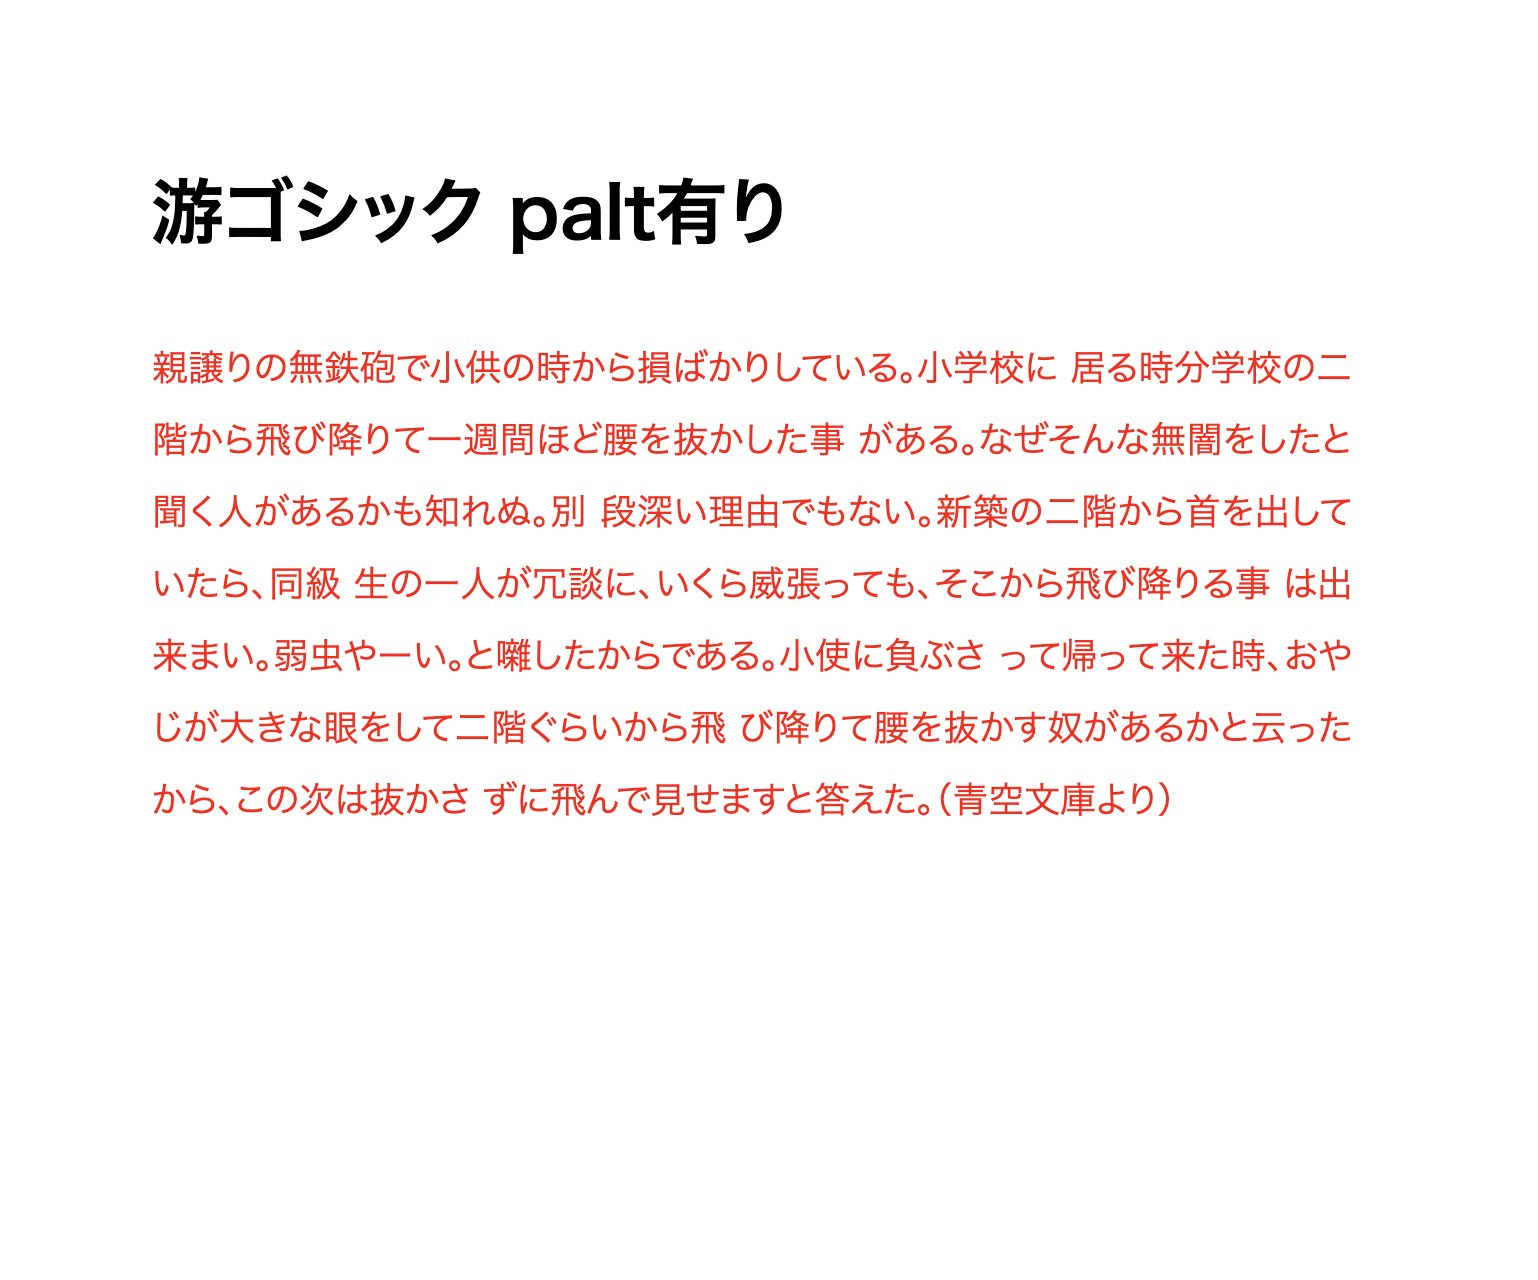 游ゴシック palt有り
親譲りの無鉄砲で小供の時から損ばかりしている。小学校に 居る時分学校の二
階から飛び降りて一週間ほど腰を抜かした事 がある。なぜそんな無闇をしたと
聞く人があるかも知れぬ。別 段深い理由でもない。新築の二階から首を出して
いたら、同級 生の一人が冗談に、いくら威張っても、そこから飛び降りる事 は出
来まい。弱虫やーい。と囃したからである。小使に負ぶさ って帰って来た時、おや
じが大きな眼をして二階ぐらいから飛 び降りて腰を抜かす奴があるかと云った
から、この次は抜かさ ずに飛んで見せますと答えた。（青空文庫より）